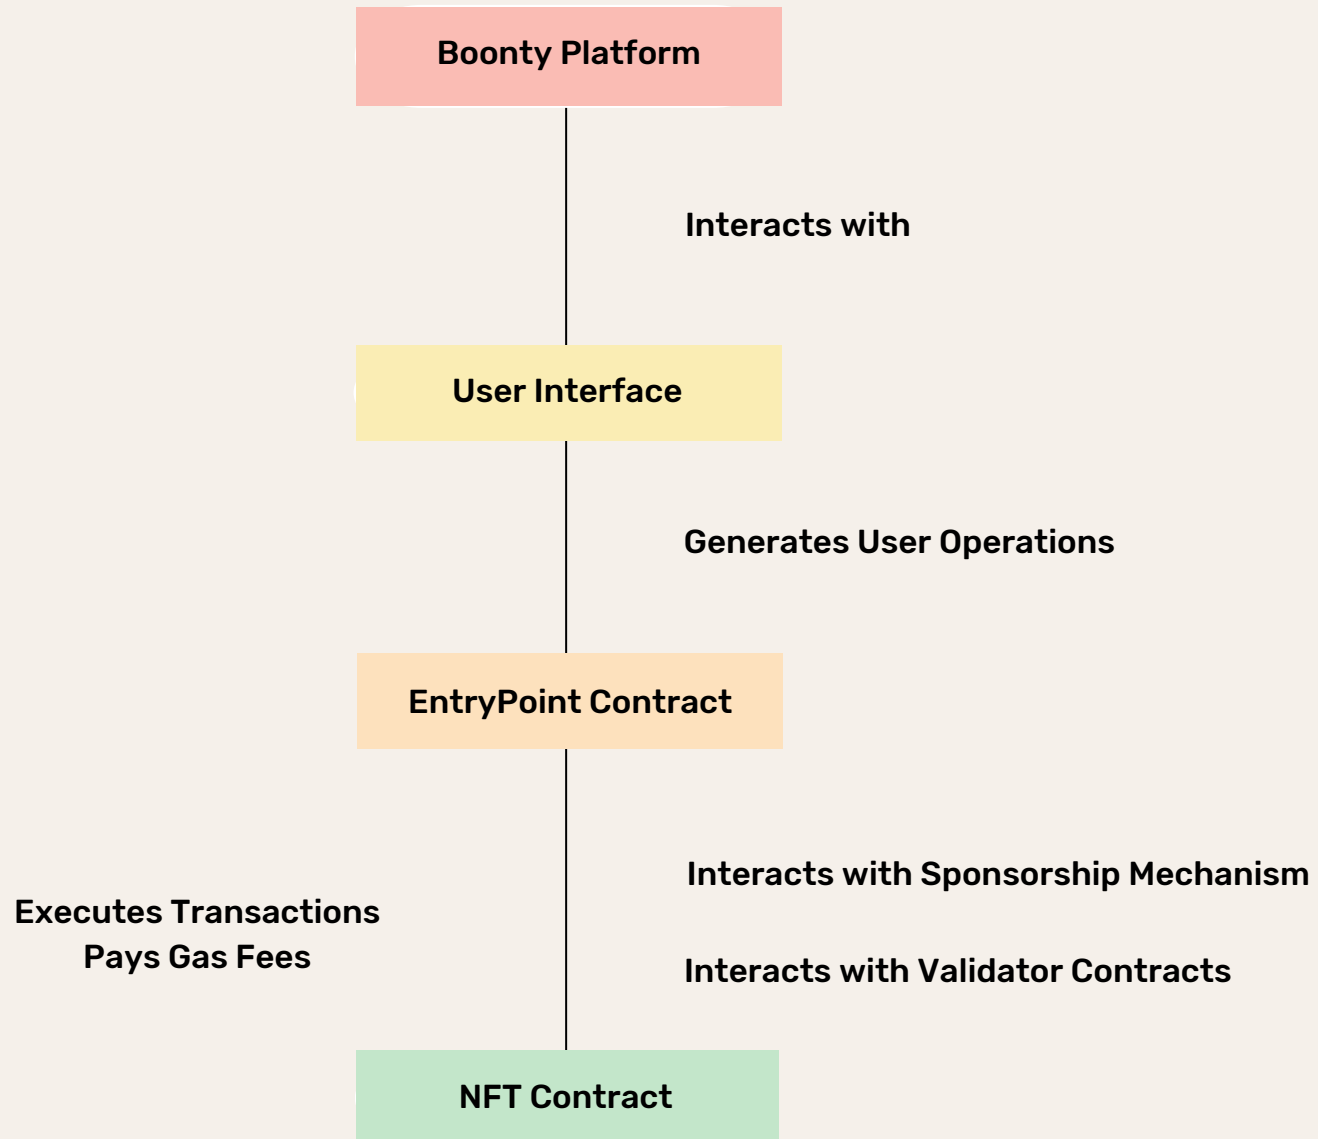 Boonty Platform
Interacts with
User Interface
Generates User Operations
EntryPoint Contract
Interacts with Sponsorship Mechanism
Executes Transactions
Pays Gas Fees
Interacts with Validator Contracts
NFT Contract